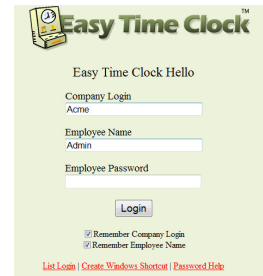 Easy Time Clock™
Easy Time Clock Hello
Company Login
Acme
Employee Name
Admin
Employee Password
Login
Remember Company Login
Remember Employee Name
List Login | Create Windows Shortcut | Password Help